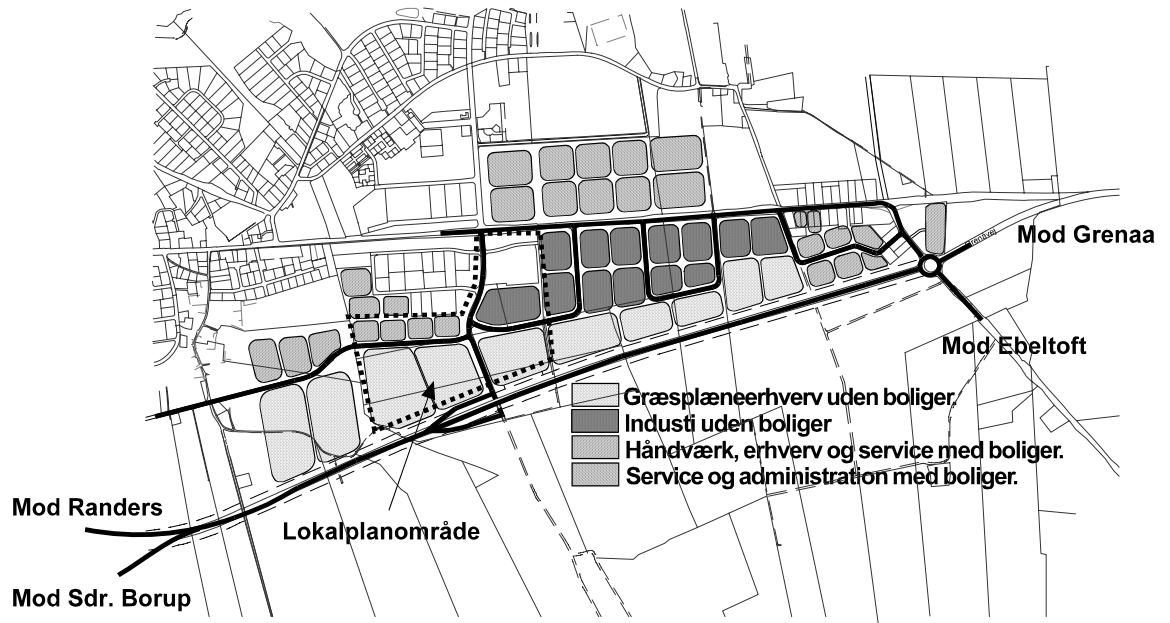 Mod Grenaa
Mod Ebeltoft
Græsplæneerhverv uden boliger.
Industi uden boliger
Håndværk, erhverv og service med boliger.
Service og administration med boliger.
Mod Randers
Lokalplanområde
Mod Sdr. Borup